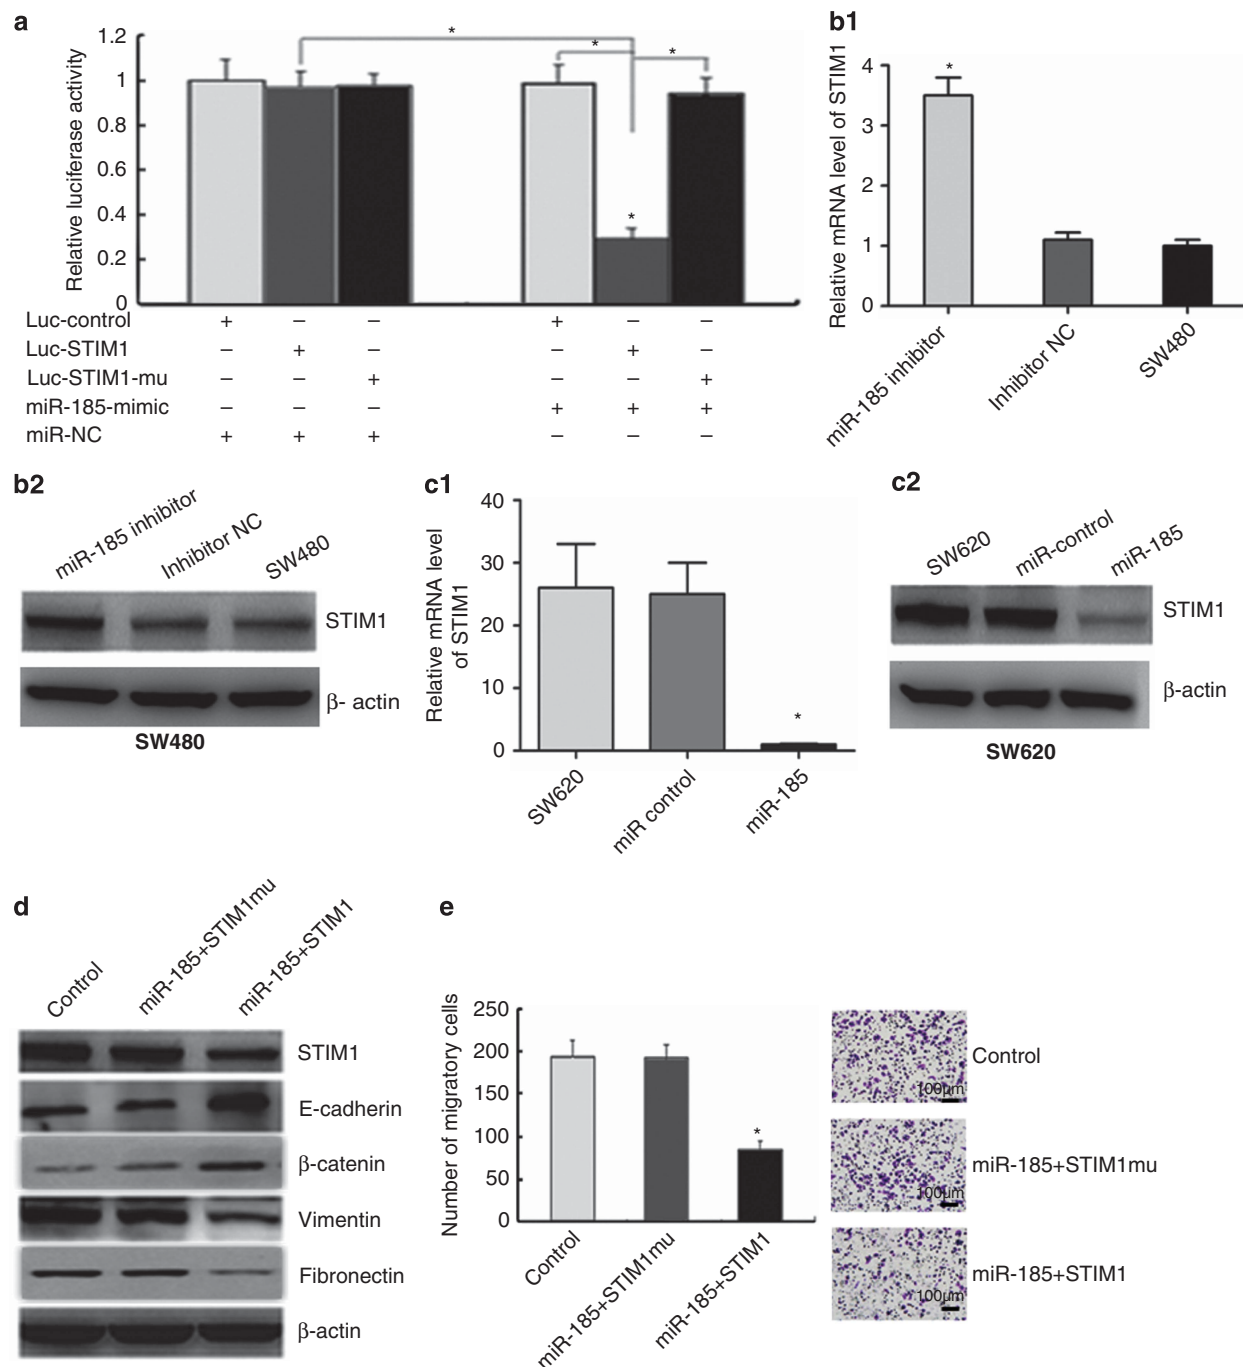 a
Relative luciferase activity
1.2
1
0.8
0.6
0.4
0.2
0
*
*
*
*
Luc-control + – – + – –
Luc-STIM1 – + – – + –
Luc-STIM1-mu – – + – – +
miR-185-mimic – – – + + +
miR-NC + + + – – –
b1
Relative mRNA level of STIM1
4
3
2
1
0
*
miR-185 inhibitor
Inhibitor NC
SW480
b2
miR-185 inhibitor
Inhibitor NC
SW480
STIM1
β- actin
SW480
c1
Relative mRNA level
of STIM1
40
30
20
10
0
*
SW620
miR control
miR-185
c2
SW620
miR-control
miR-185
STIM1
β-actin
SW620
d
Control
miR-185+STIM1mu
miR-185+STIM1
STIM1
E-cadherin
β-catenin
Vimentin
Fibronectin
β-actin
e
Number of migratory cells
250
200
150
100
50
0
*
Control
miR-185+STIM1mu
miR-185+STIM1
100μm
Control
100μm
miR-185+STIM1mu
100μm
miR-185+STIM1